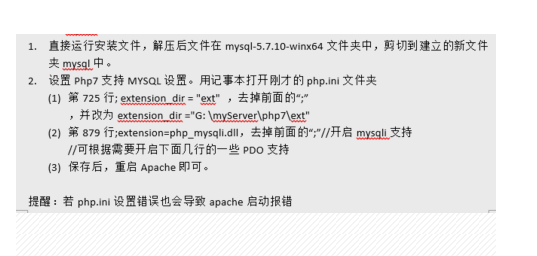 1. 直接运行安装文件，解压后文件在 mysql-5.7.10-winx64 文件夹中，剪切到建立的新文件
夹 mysql 中。
2. 设置 Php7 支持 MYSQL 设置。用记事本打开刚才的 php.ini 文件夹
(1) 第 725 行; extension_dir = "ext" ，去掉前面的“;”
，并改为 extension_dir ="G: \myServer\php7\ext"
(2) 第 879 行;extension=php_mysqli.dll，去掉前面的“;”//开启 mysqli 支持
//可根据需要开启下面几行的一些 PDO 支持
(3) 保存后，重启 Apache 即可。
提醒：若 php.ini 设置错误也会导致 apache 启动报错